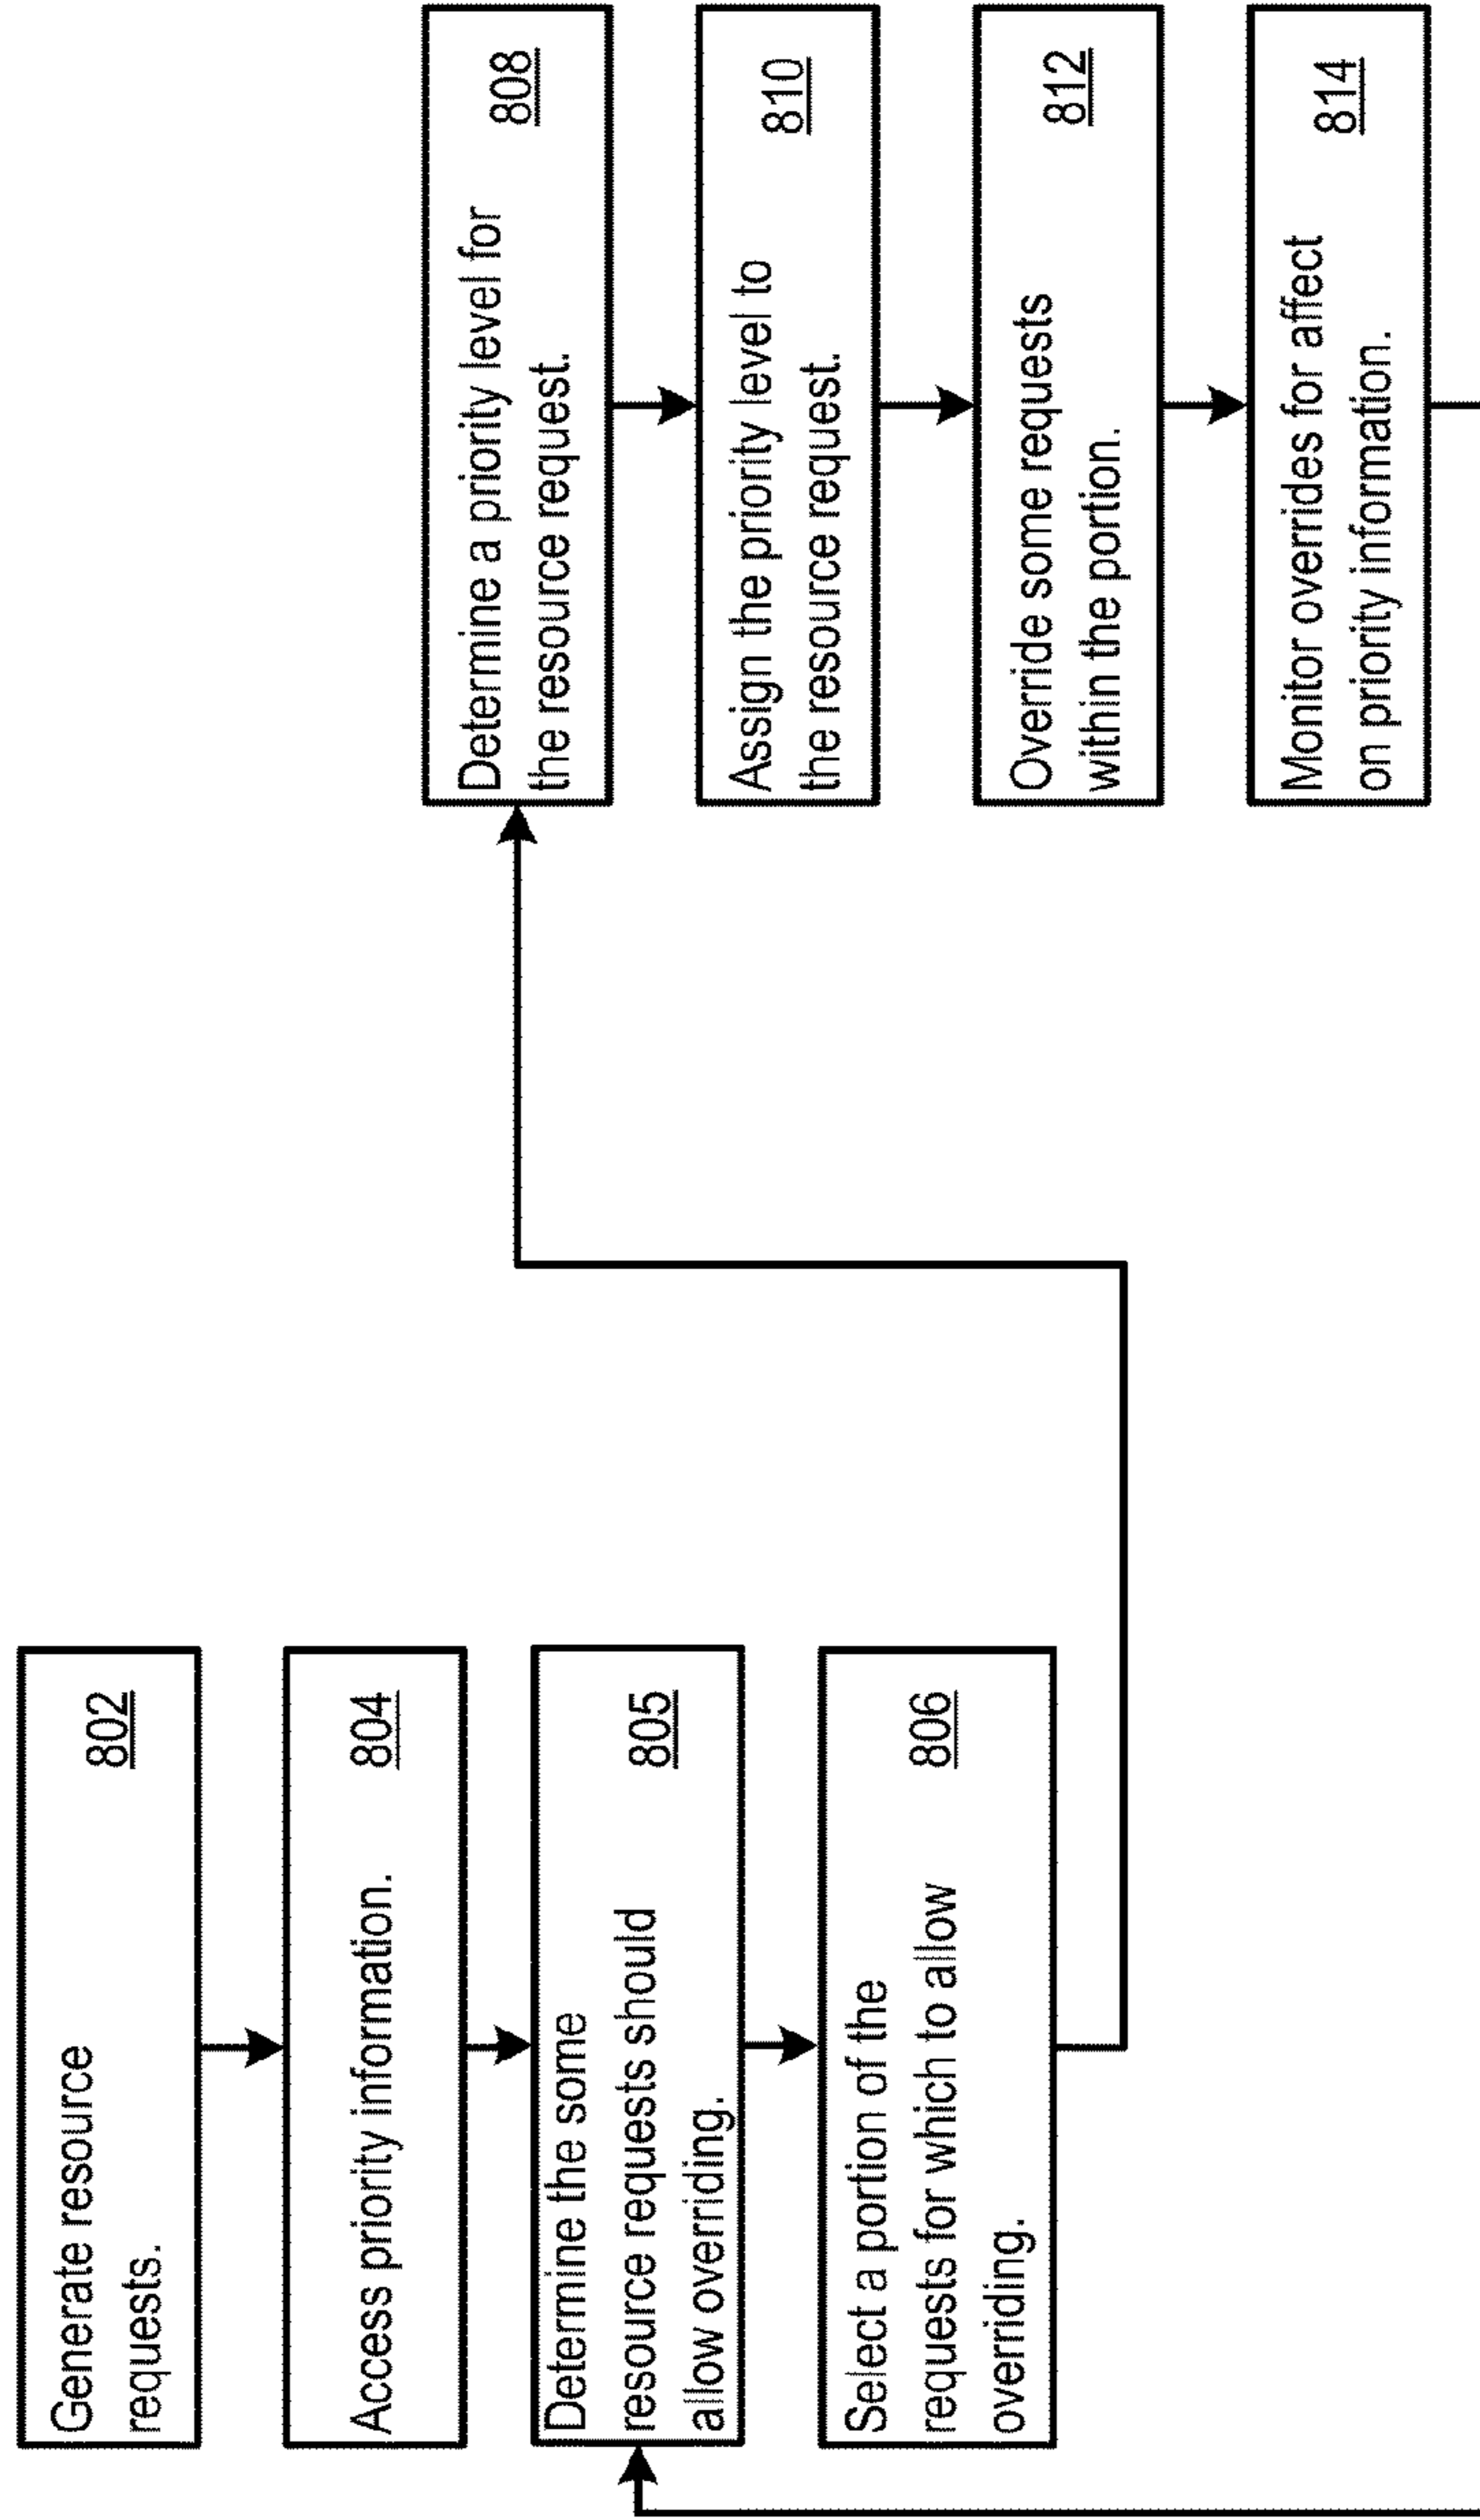 Generate resource
requests.
802
Access priority information.
804
Determine the some
resource requests should
allow overriding.
805
Select a portion of the
requests for which to allow
overriding.
806
Determine a priority level for
the resource request.
808
Assign the priority level to
the resource request.
810
Override some requests
within the portion.
812
Monitor overrides for affect
on priority information.
814